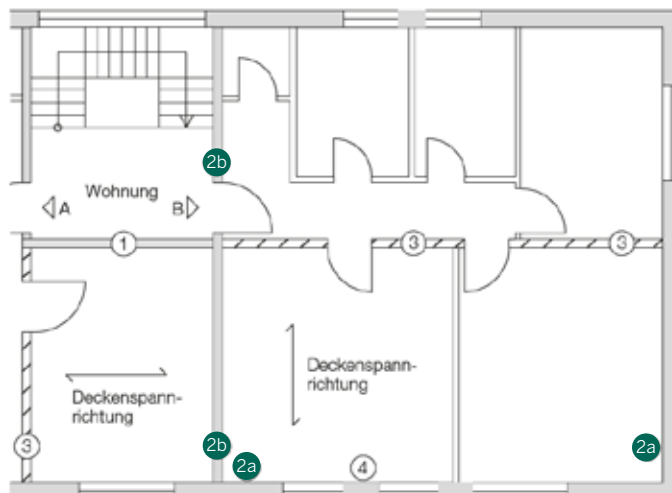 2b
Wohnung
A
B
1
3
3
Deckenspann-
richtung
Deckenspann-
richtung
3
2b
2a
4
2a